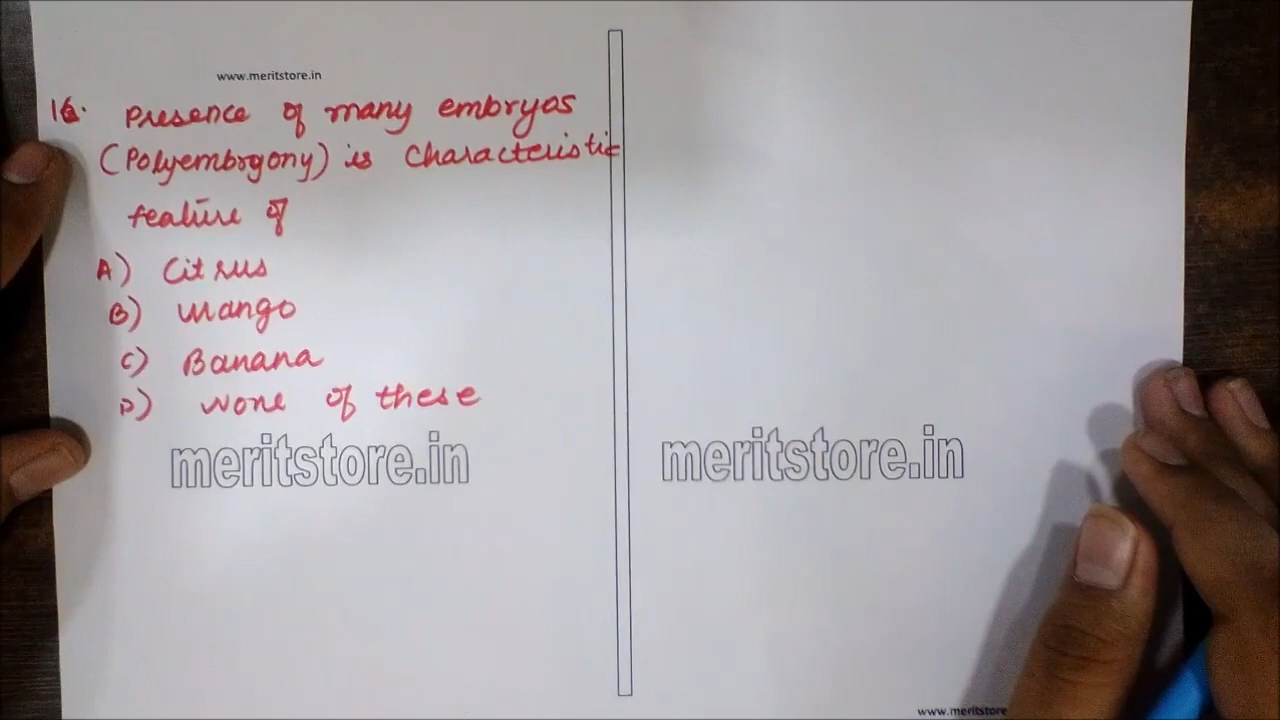 www.meritstore.in
16. Presence of many embryos
(Polyembryony) is characteristic
feature of
A) Citrus
B) Mango
C) Banana
D) None of these
meritstore.in
meritstore.in
www.meritstore